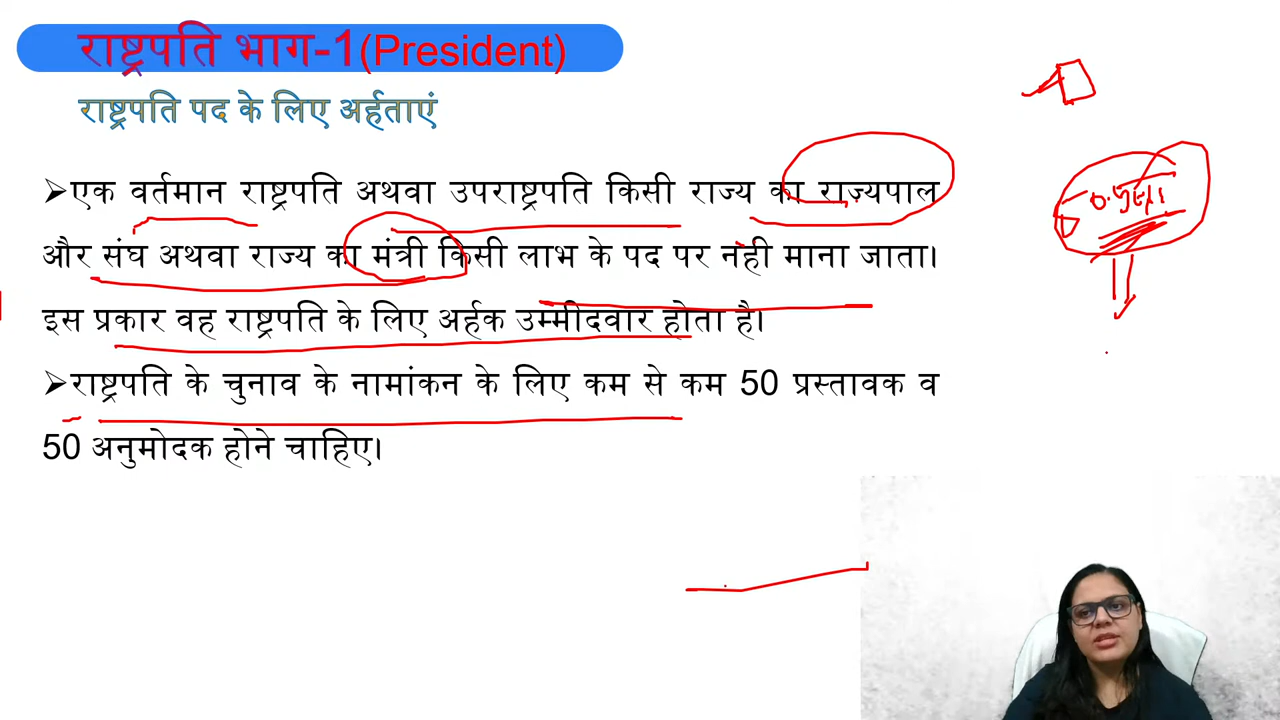 राष्ट्रपति भाग-1(President)
राष्ट्रपति पद के लिए अर्हताएं
➢एक वर्तमान राष्ट्रपति अथवा उपराष्ट्रपति किसी राज्य का राज्यपाल
और संघ अथवा राज्य का मंत्री किसी लाभ के पद पर नही माना जाता।
इस प्रकार वह राष्ट्रपति के लिए अर्हक उम्मीदवार होता है।
➢राष्ट्रपति के चुनाव के नामांकन के लिए कम से कम 50 प्रस्तावक व
50 अनुमोदक होने चाहिए।